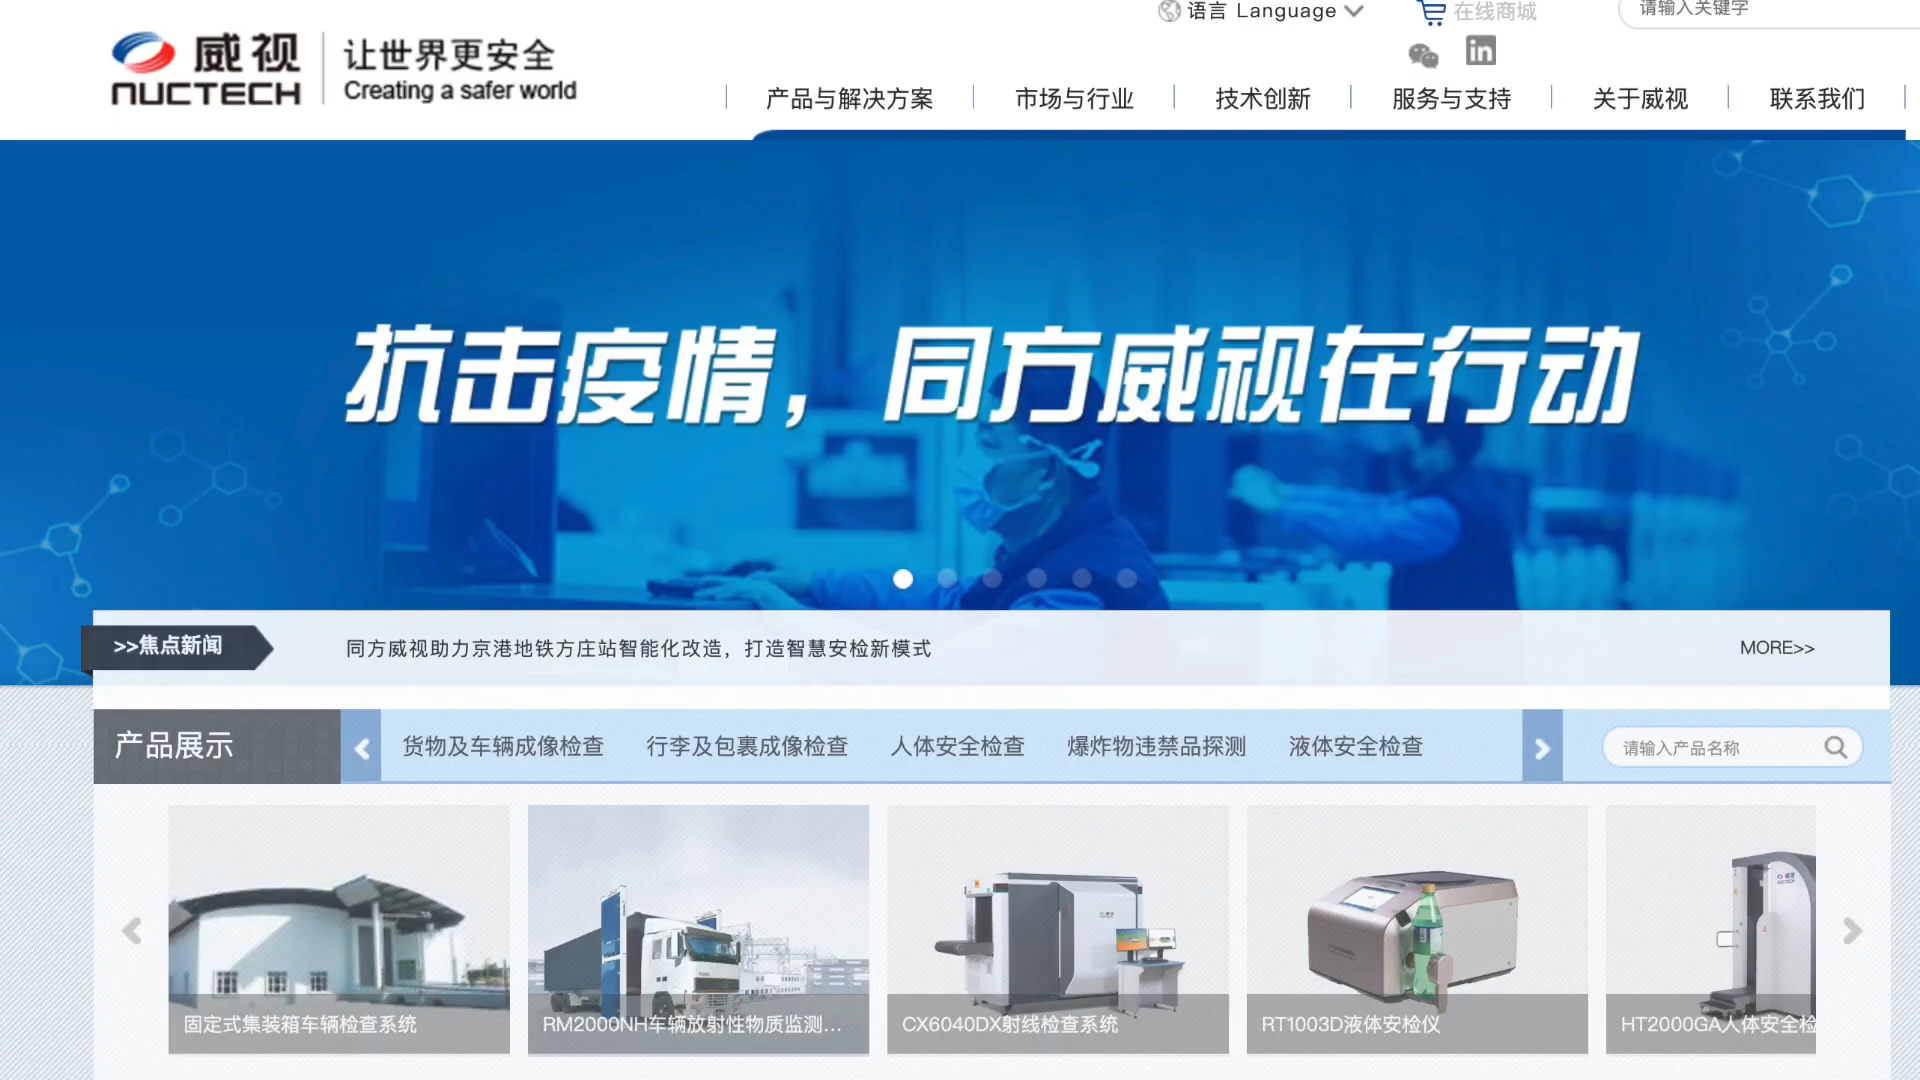 语言 Language
在线商城
请输入关键字
威视
NUCTECH
让世界更安全
Creating a safer world
产品与解决方案
市场与行业
技术创新
服务与支持
关于威视
联系我们
抗击疫情，同方威视在行动
>>焦点新闻
同方威视助力京港地铁方庄站智能化改造，打造智慧安检新模式
MORE>>
产品展示
货物及车辆成像检查
行李及包裹成像检查
人体安全检查
爆炸物违禁品探测
液体安全检查
请输入产品名称
固定式集装箱车辆检查系统
RM2000NH车辆放射性物质监测...
CX6040DX射线检查系统
RT1003D液体安检仪
HT2000GA人体安全检